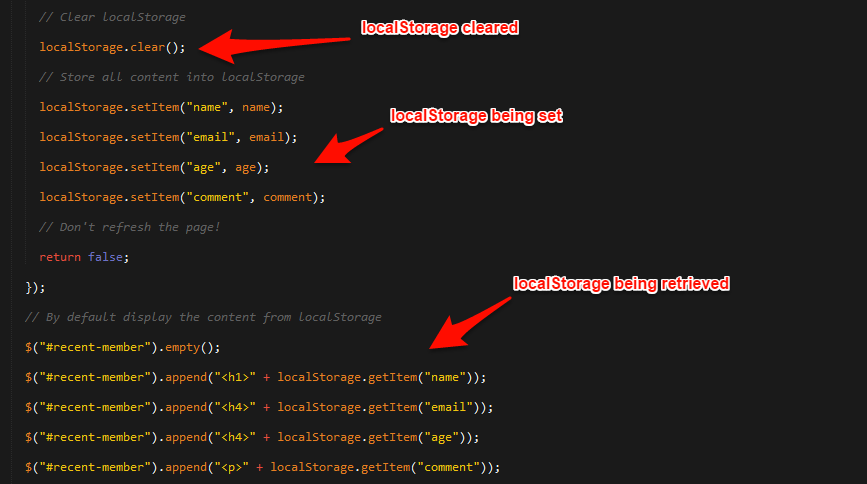 // Clear localStorage
localStorage cleared
localStorage.clear();
// Store all content into localStorage
localStorage.setItem("name", name);
localStorage being set
localStorage.setItem("email", email);
localStorage.setItem("age", age);
localStorage.setItem("comment", comment);
// Don't refresh the page!
return false;
localStorage being retrieved
});
// By default display the content from localStorage
$("#recent-member").empty();
$("#recent-member").append("<h1>" + localStorage.getItem("name"));
$("#recent-member").append("<h4>" + localStorage.getItem("email"));
$("#recent-member").append("<h4>" + localStorage.getItem("age"));
$("#recent-member").append("<p>" + localStorage.getItem("comment"));